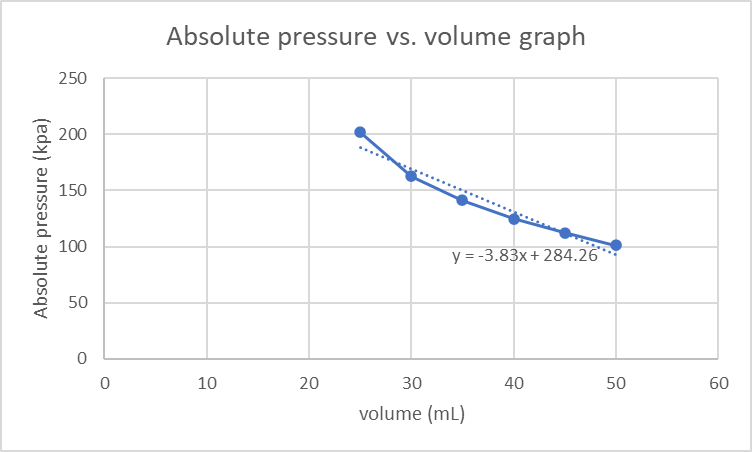 Absolute pressure vs. volume graph
Absolute pressure (kpa)
250
200
150
100
50
0
y = -3.83x + 284.26
0 10 20 30 40 50 60
volume (mL)